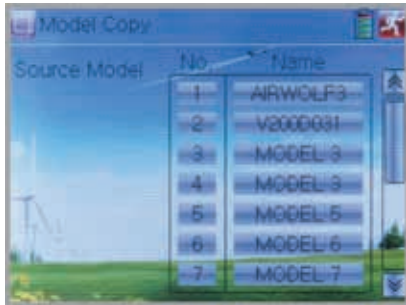 Model Copy
Source Model No. Name
1 AIRWOLF3
2 V200D031
3 MODEL 3
4 MODEL 3
5 MODEL 5
6 MODEL 6
7 MODEL 7